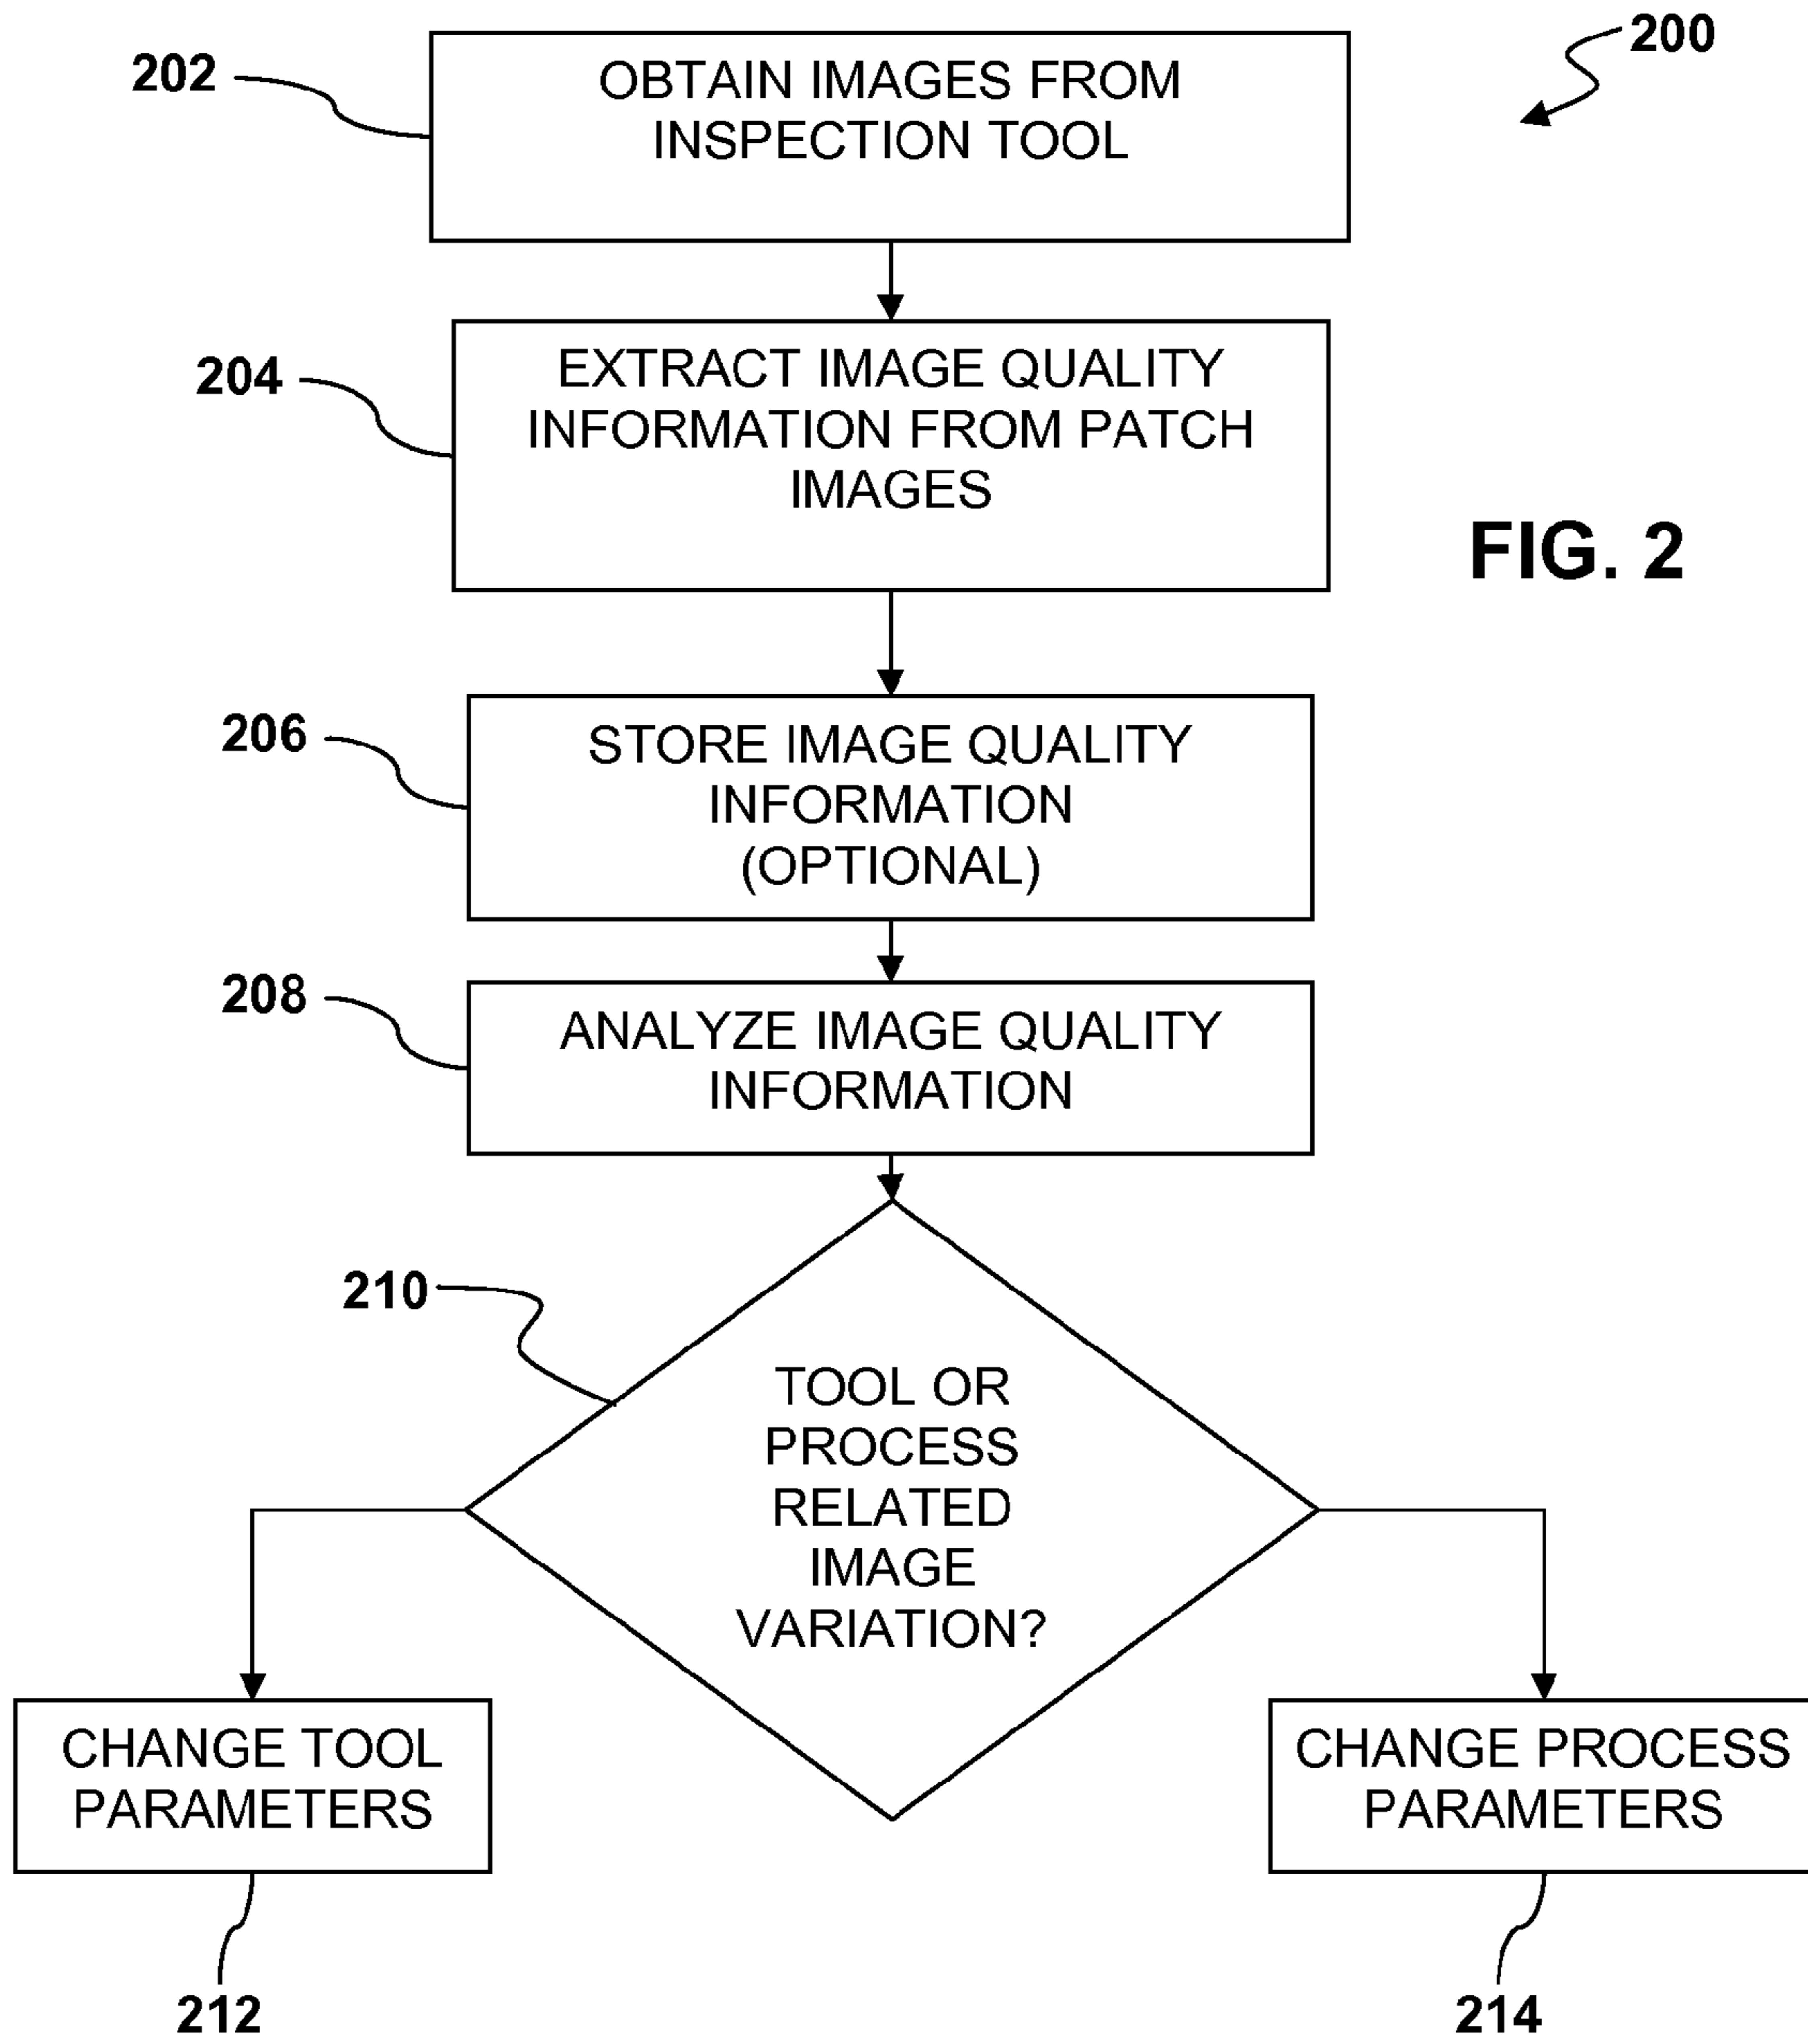 200
202
OBTAIN IMAGES FROM
INSPECTION TOOL
204
EXTRACT IMAGE QUALITY
INFORMATION FROM PATCH
IMAGES
FIG. 2
206
STORE IMAGE QUALITY
INFORMATION
(OPTIONAL)
208
ANALYZE IMAGE QUALITY
INFORMATION
210
TOOL OR
PROCESS
RELATED
IMAGE
VARIATION?
CHANGE TOOL
PARAMETERS
212
CHANGE PROCESS
PARAMETERS
214